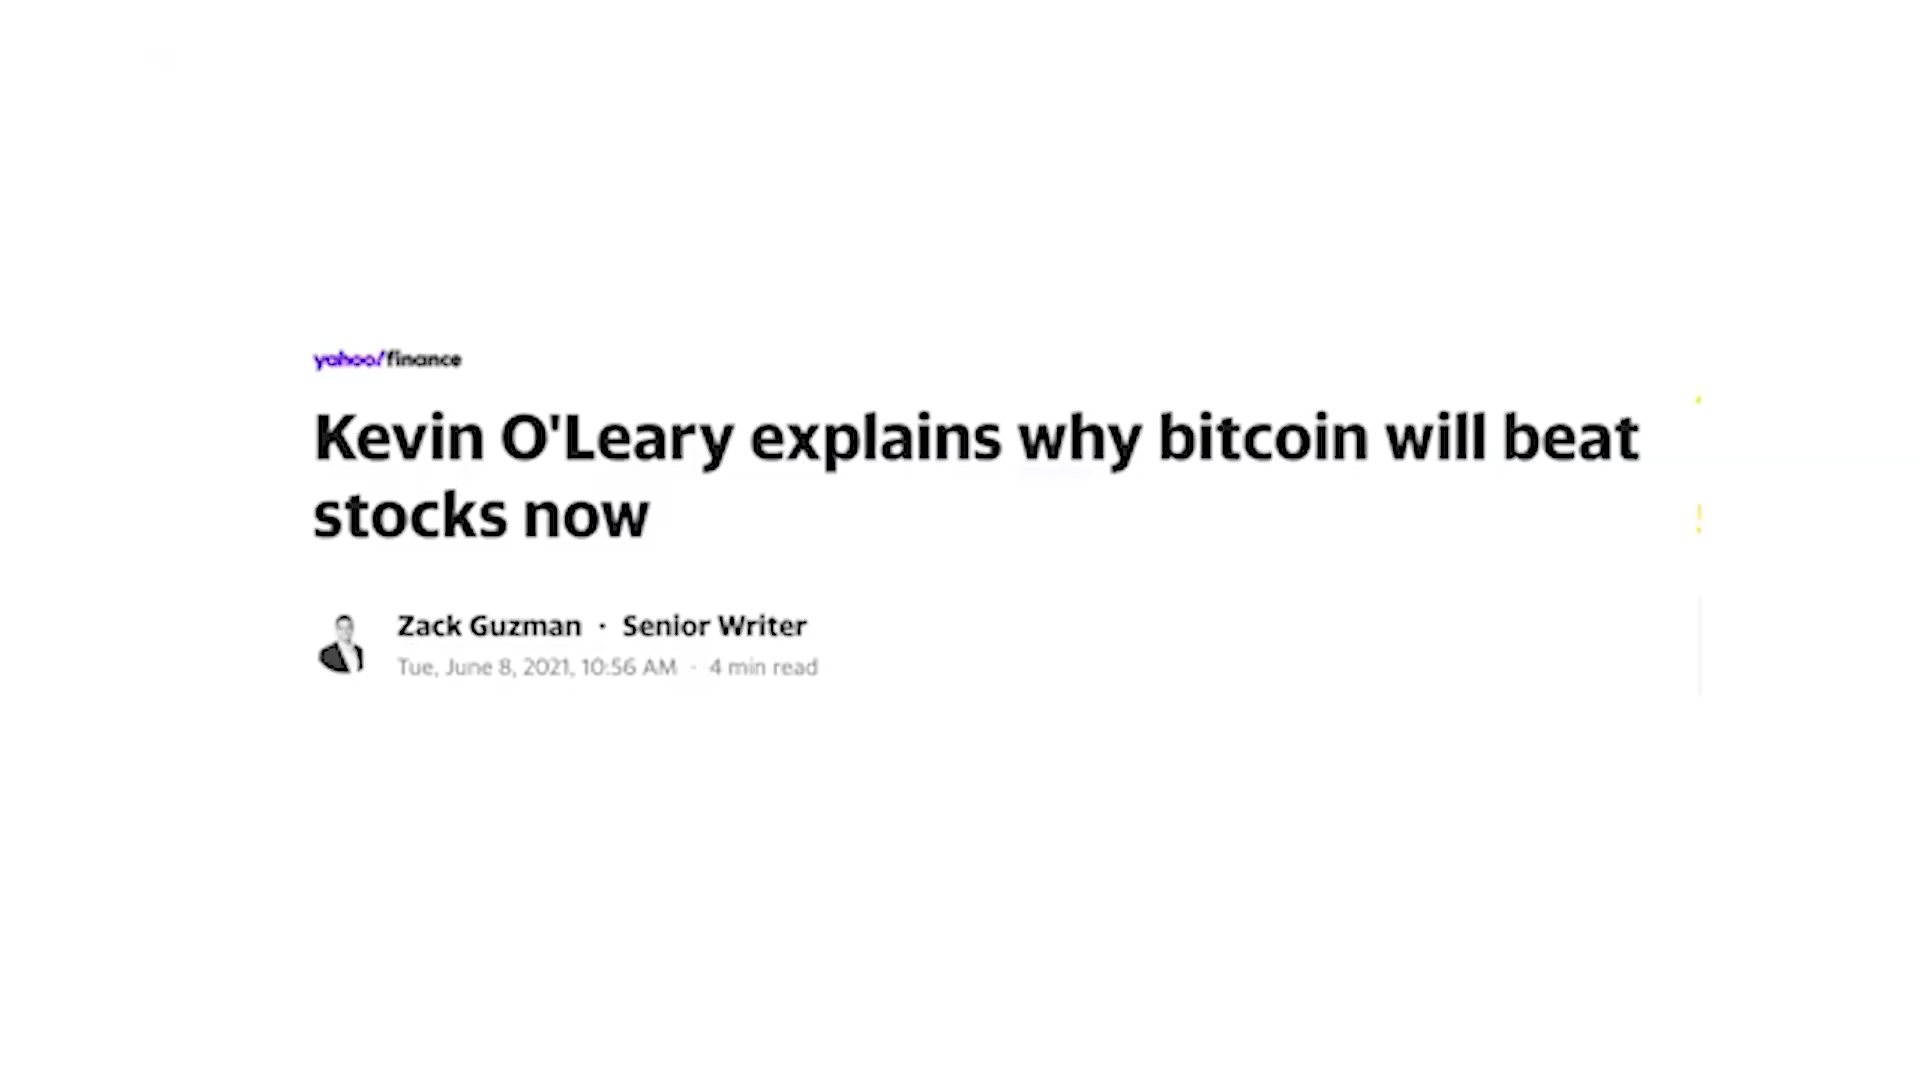 yahoo!finance
Kevin O'Leary explains why bitcoin will beat
stocks now
Zack Guzman · Senior Writer
Tue, June 8, 2021, 10:56 AM · 4 min read